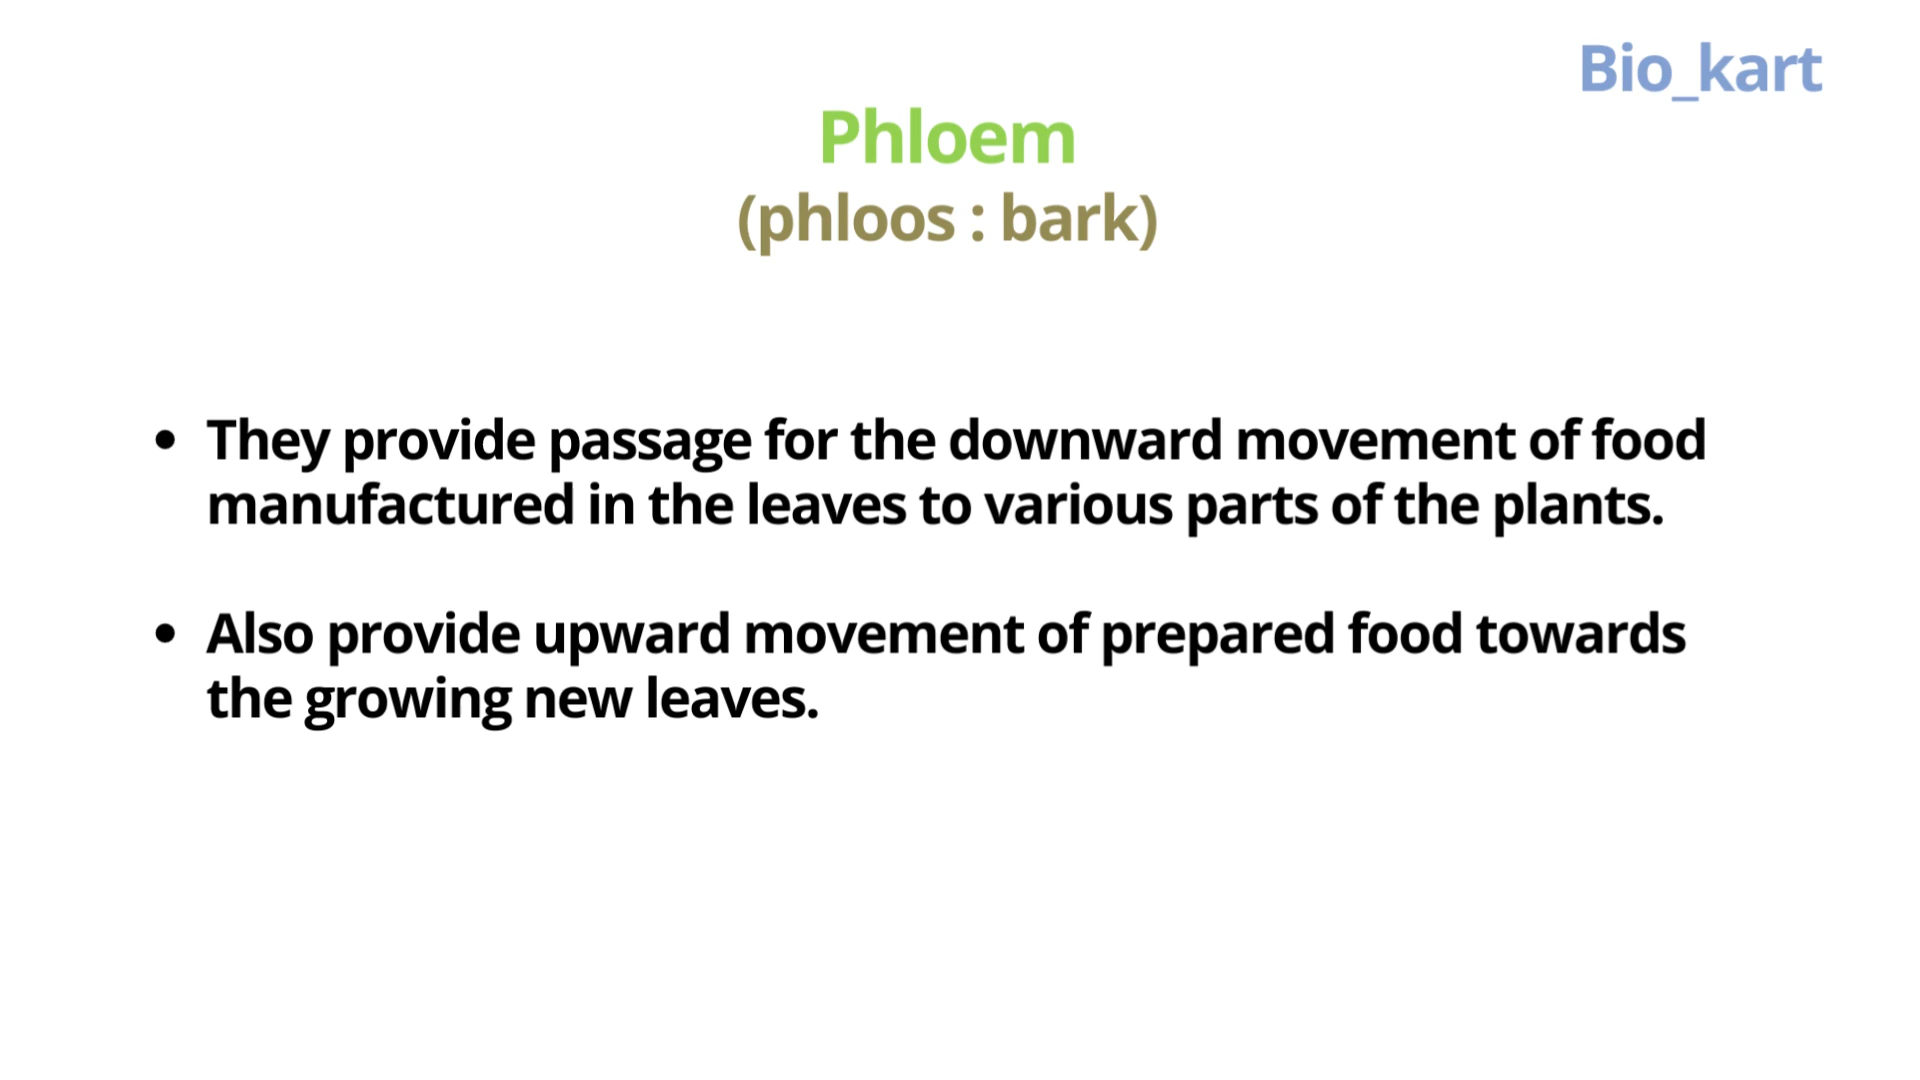 Bio_kart
Phloem
(phloos : bark)
• They provide passage for the downward movement of food
manufactured in the leaves to various parts of the plants.
• Also provide upward movement of prepared food towards
the growing new leaves.